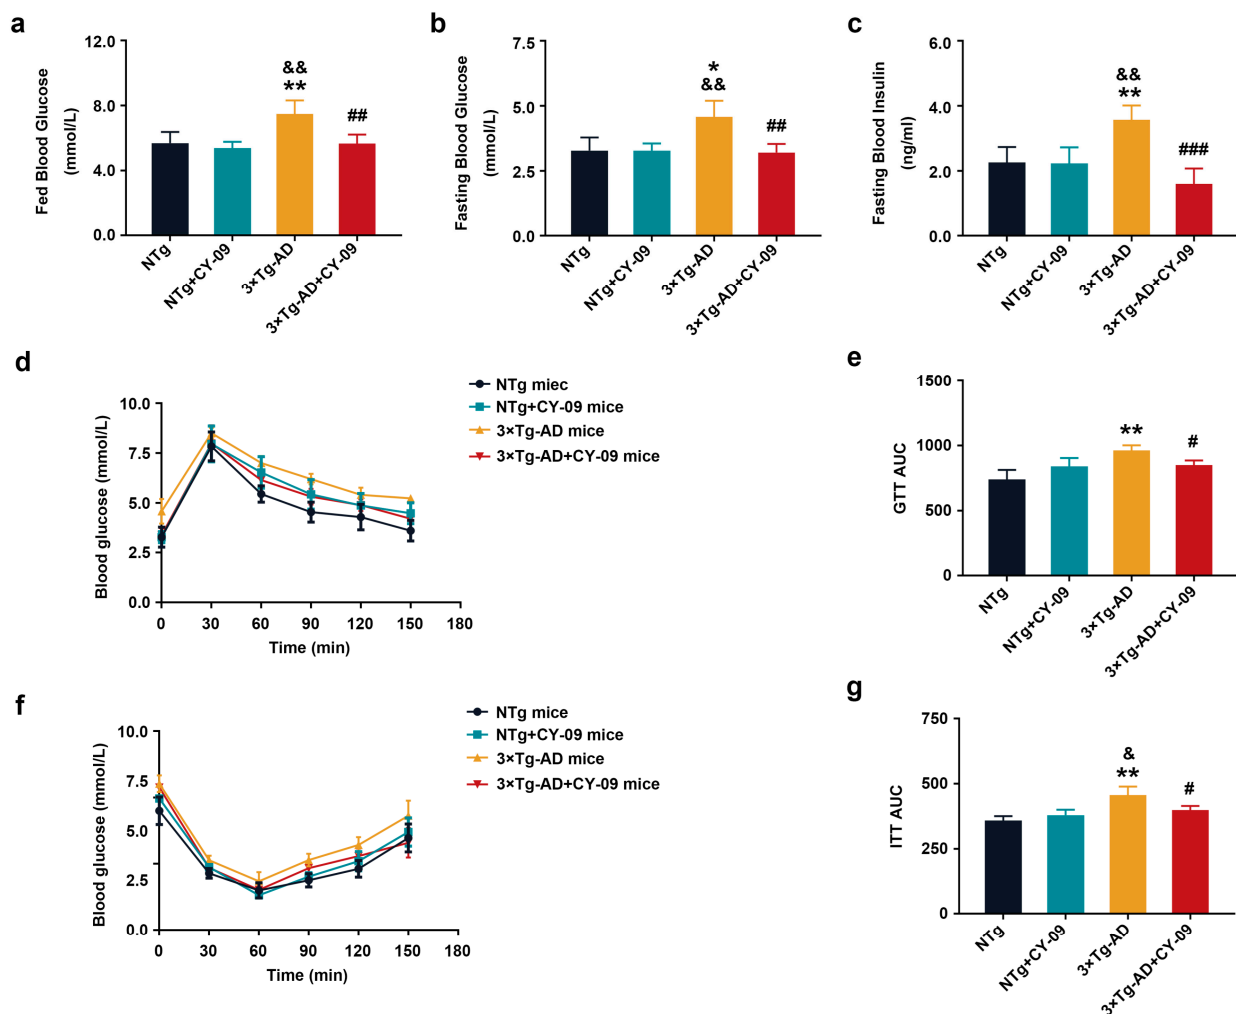 a
Fed Blood Glucose
(mmol/L)
12.0
8.0
4.0
0.0
&&
**
##
NTg
NTg+CY-09
3×Tg-AD
3×Tg-AD+CY-09
b
Fasting Blood Glucose
(mmol/L)
7.5
5.0
2.5
0.0
*
&&
##
NTg
NTg+CY-09
3×Tg-AD
3×Tg-AD+CY-09
c
Fasting Blood Insulin
(ng/ml)
6.0
4.0
2.0
0.0
&&
**
###
NTg
NTg+CY-09
3×Tg-AD
3×Tg-AD+CY-09
d
Blood glucose (mmol/L)
10.0
7.5
5.0
2.5
0.0
0 30 60 90 120 150 180
Time (min)
NTg miec
NTg+CY-09 mice
3×Tg-AD mice
3×Tg-AD+CY-09 mice
e
GTT AUC
1500
1000
500
0
**
#
NTg
NTg+CY-09
3×Tg-AD
3×Tg-AD+CY-09
f
Blood glucose (mmol/L)
10.0
7.5
5.0
2.5
0.0
0 30 60 90 120 150 180
Time (min)
NTg mice
NTg+CY-09 mice
3×Tg-AD mice
3×Tg-AD+CY-09 mice
g
ITT AUC
750
500
250
0
&
**
#
NTg
NTg+CY-09
3×Tg-AD
3×Tg-AD+CY-09